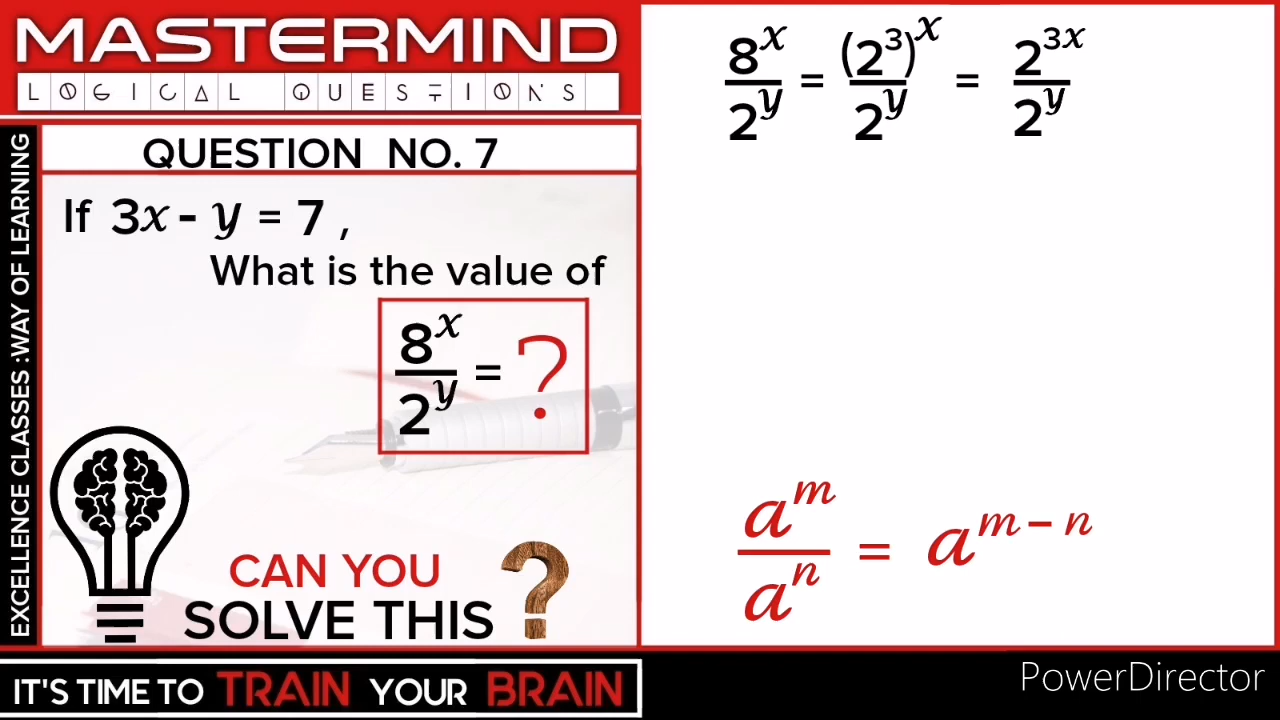 MASTERMIND
LOGICAL QUESTIONS
EXCELLENCE CLASSES :WAY OF LEARNING
QUESTION NO. 7
If 3x - y = 7 ,
What is the value of
8^x / 2^y = ?
CAN YOU
SOLVE THIS ?
IT'S TIME TO TRAIN YOUR BRAIN
8^x / 2^y = (2^3)^x / 2^y = 2^3x / 2^y
a^m / a^n = a^m - n
PowerDirector